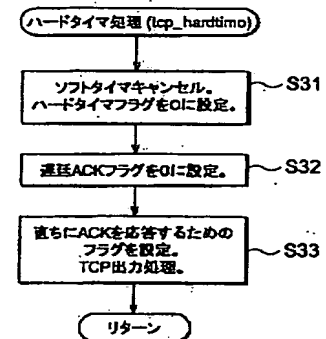 ハードタイマ処理 (tcp_hardtimo)
ソフトタイマキャンセル。
ハードタイマフラグを0に設定。
S31
遅延ACKフラグを0に設定。
S32
直ちにACKを応答するための
フラグを設定。
TCP出力処理。
S33
リターン